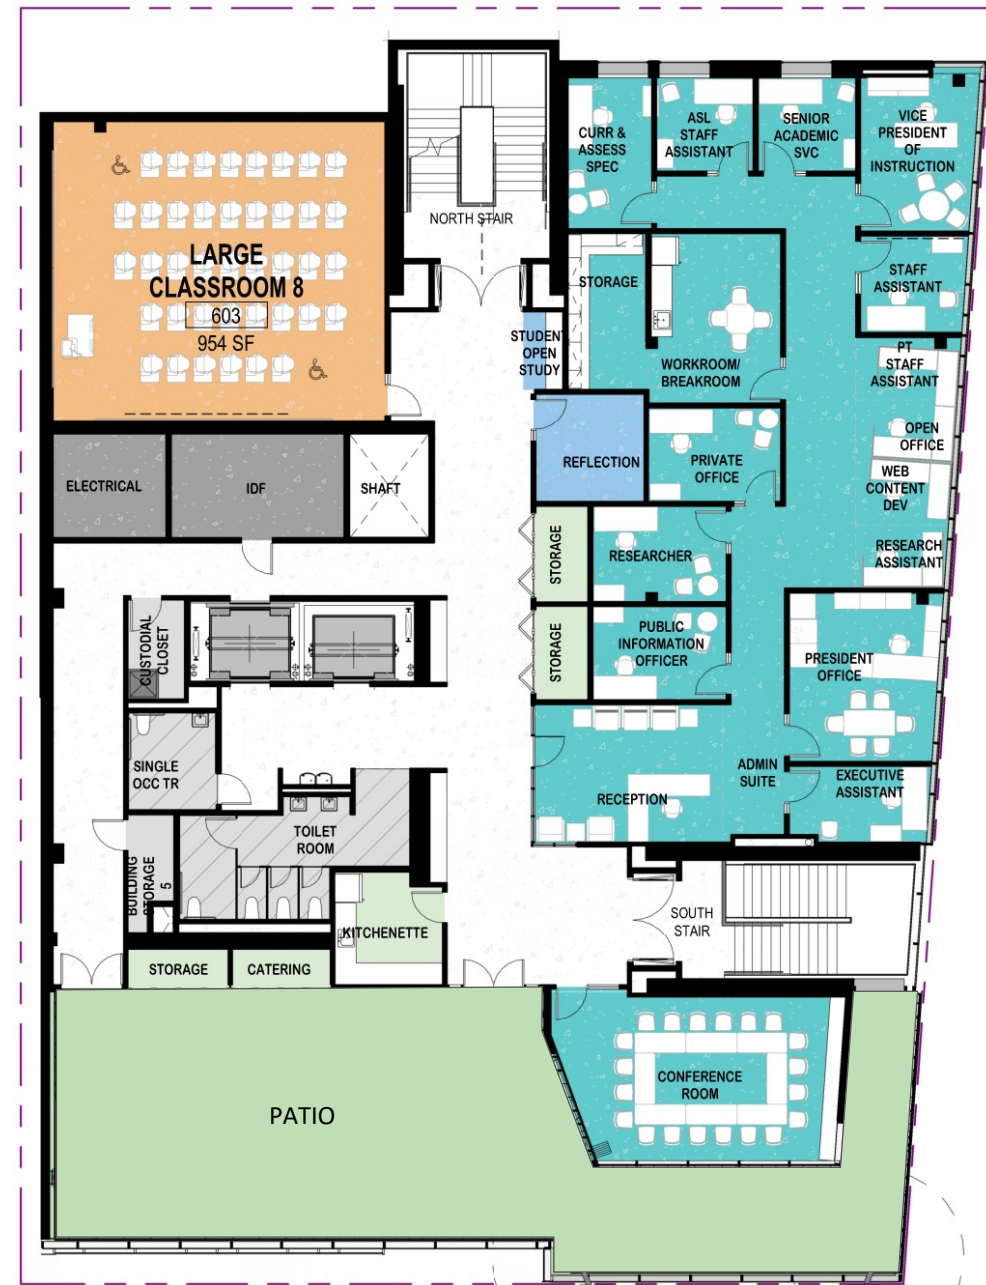 CURR &
ASSESS
SPEC
ASL
STAFF
ASSISTANT
SENIOR
ACADEMIC
SVC
VICE
PRESIDENT
OF
INSTRUCTION
NORTH STAIR
LARGE
CLASSROOM 8
603
954 SF
STORAGE
STAFF
ASSISTANT
STUDENT
OPEN
STUDY
WORKROOM/
BREAKROOM
PT
STAFF
ASSISTANT
OPEN
OFFICE
REFLECTION
PRIVATE
OFFICE
WEB
CONTENT
DEV
ELECTRICAL
IDF
SHAFT
STORAGE
RESEARCHER
RESEARCH
ASSISTANT
CUSTODIAL
CLOSET
STORAGE
PUBLIC
INFORMATION
OFFICER
PRESIDENT
OFFICE
SINGLE
OCC TR
ADMIN
SUITE
EXECUTIVE
ASSISTANT
RECEPTION
TOILET
ROOM
BUILDING
STORAGE
5
KITCHENETTE
SOUTH
STAIR
STORAGE
CATERING
CONFERENCE
ROOM
PATIO